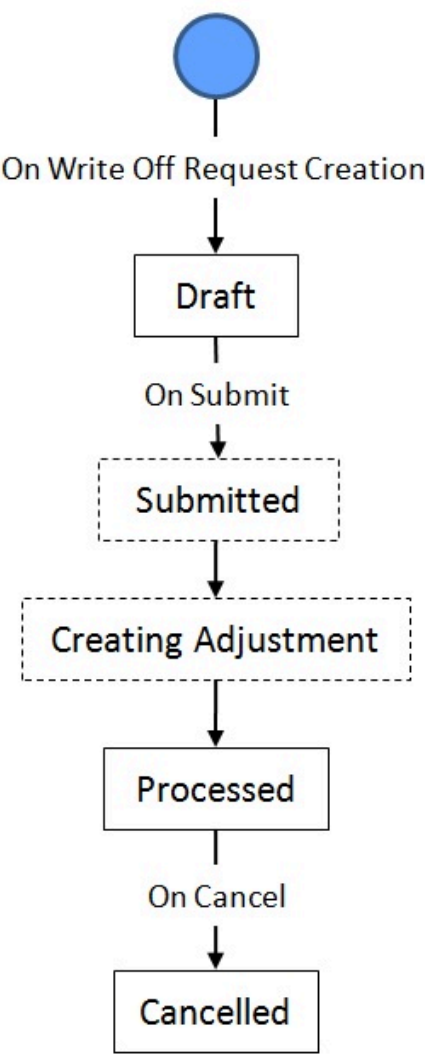 On Write Off Request Creation
Draft
On Submit
Submitted
Creating Adjustment
Processed
On Cancel
Cancelled